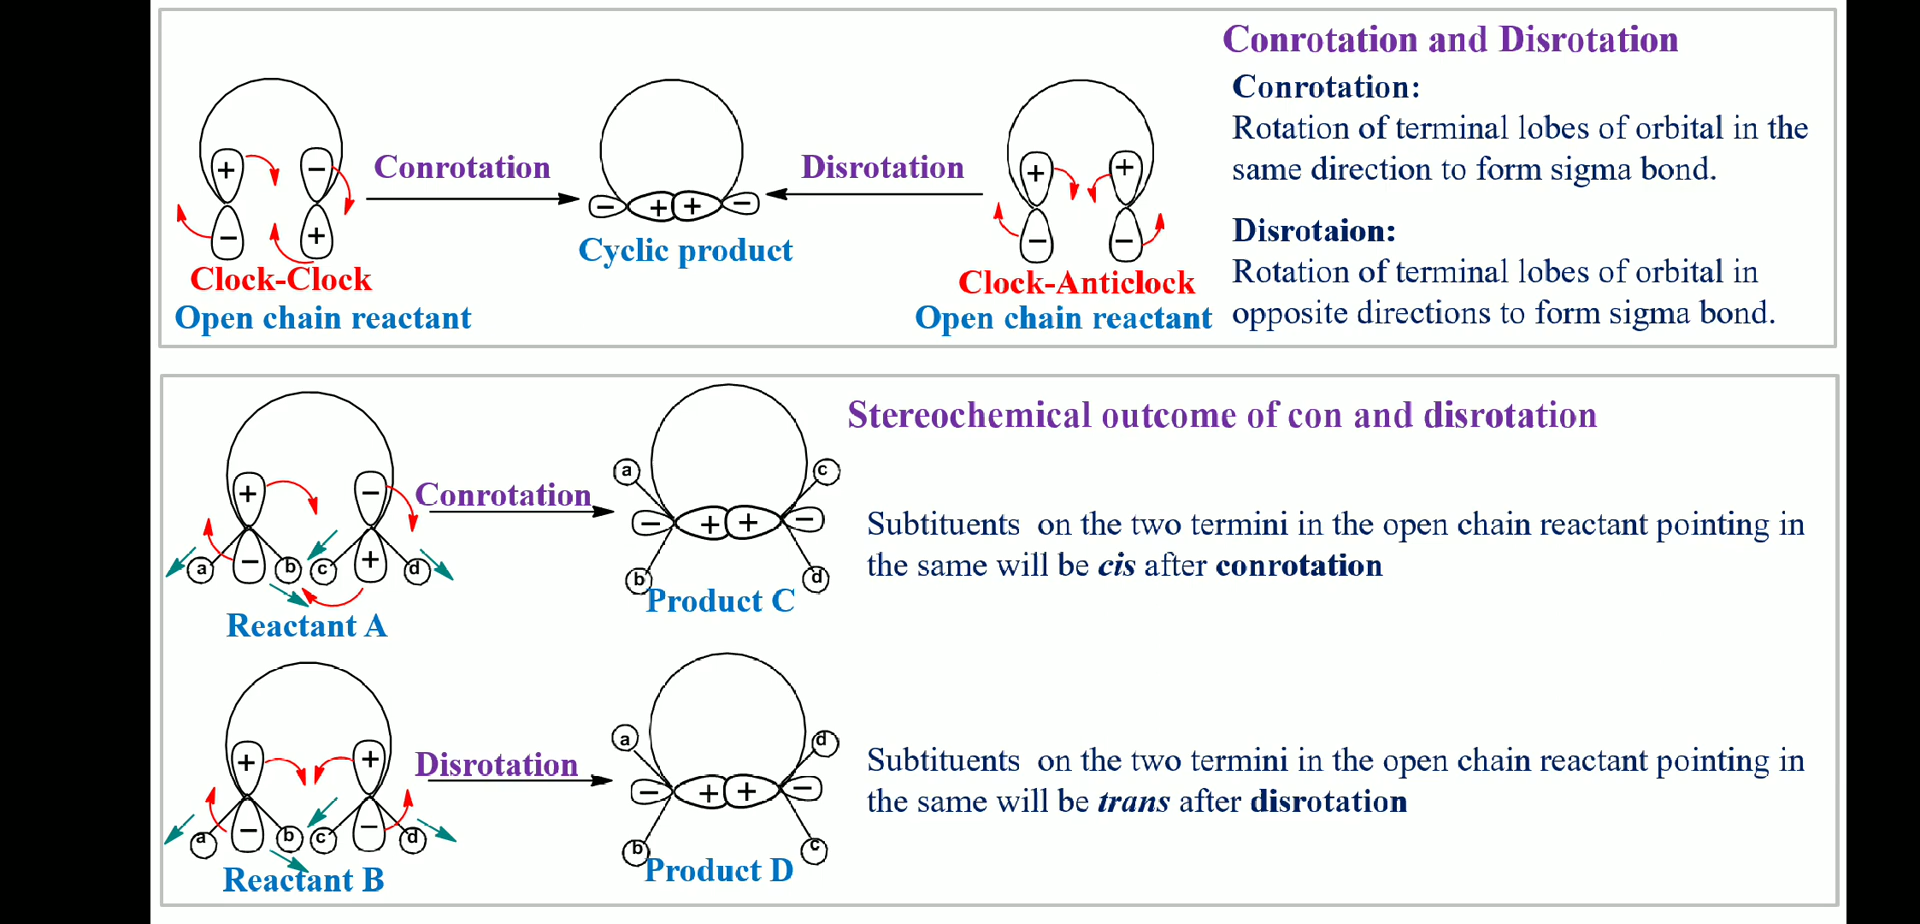 Conrotation and Disrotation
Conrotation:
Rotation of terminal lobes of orbital in the
same direction to form sigma bond.
Disrotaion:
Rotation of terminal lobes of orbital in
opposite directions to form sigma bond.
+ − − +
Clock-Clock
Open chain reactant
Conrotation
− + + −
Cyclic product
Disrotation
+ + − −
Clock-Anticlock
Open chain reactant
Stereochemical outcome of con and disrotation
+ −
a − b c + d
Reactant A
Conrotation
a c
− + + −
b d
Product C
Subtituents on the two termini in the open chain reactant pointing in
the same will be cis after conrotation
+ +
a − b c − d
Reactant B
Disrotation
a d
− + + −
b c
Product D
Subtituents on the two termini in the open chain reactant pointing in
the same will be trans after disrotation